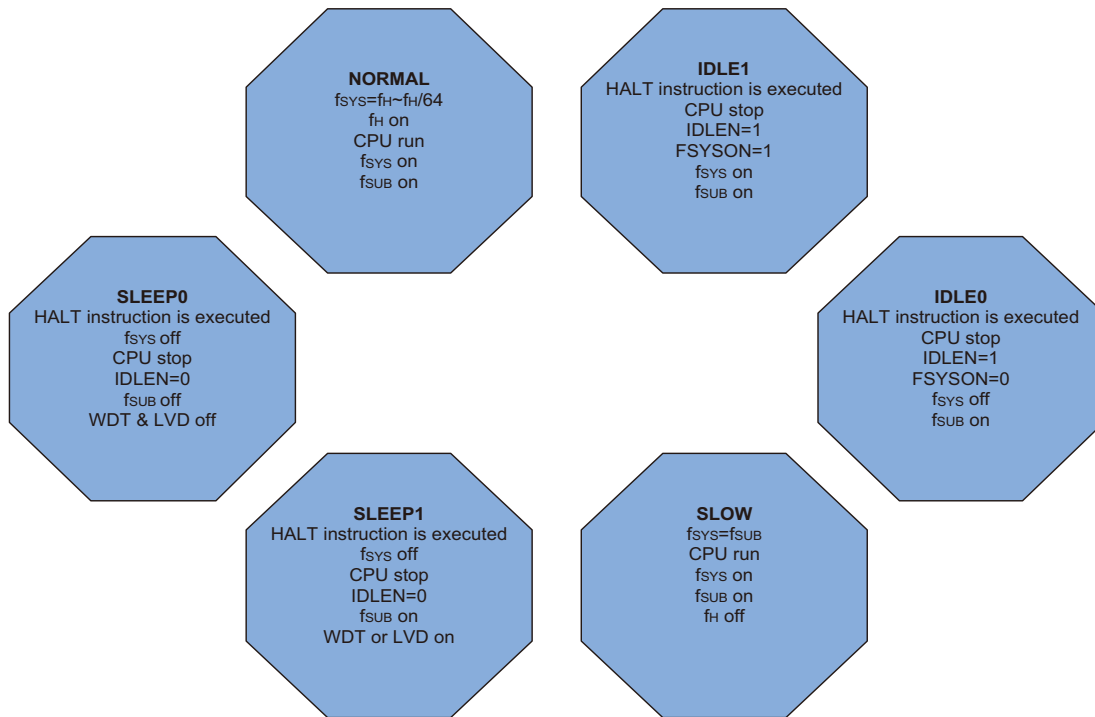 NORMAL
fSYS=fH~fH/64
fH on
CPU run
fSYS on
fSUB on
IDLE1
HALT instruction is executed
CPU stop
IDLEN=1
FSYSON=1
fSYS on
fSUB on
SLEEP0
HALT instruction is executed
fSYS off
CPU stop
IDLEN=0
fSUB off
WDT & LVD off
IDLE0
HALT instruction is executed
CPU stop
IDLEN=1
FSYSON=0
fSYS off
fSUB on
SLEEP1
HALT instruction is executed
fSYS off
CPU stop
IDLEN=0
fSUB on
WDT or LVD on
SLOW
fSYS=fSUB
CPU run
fSYS on
fSUB on
fH off